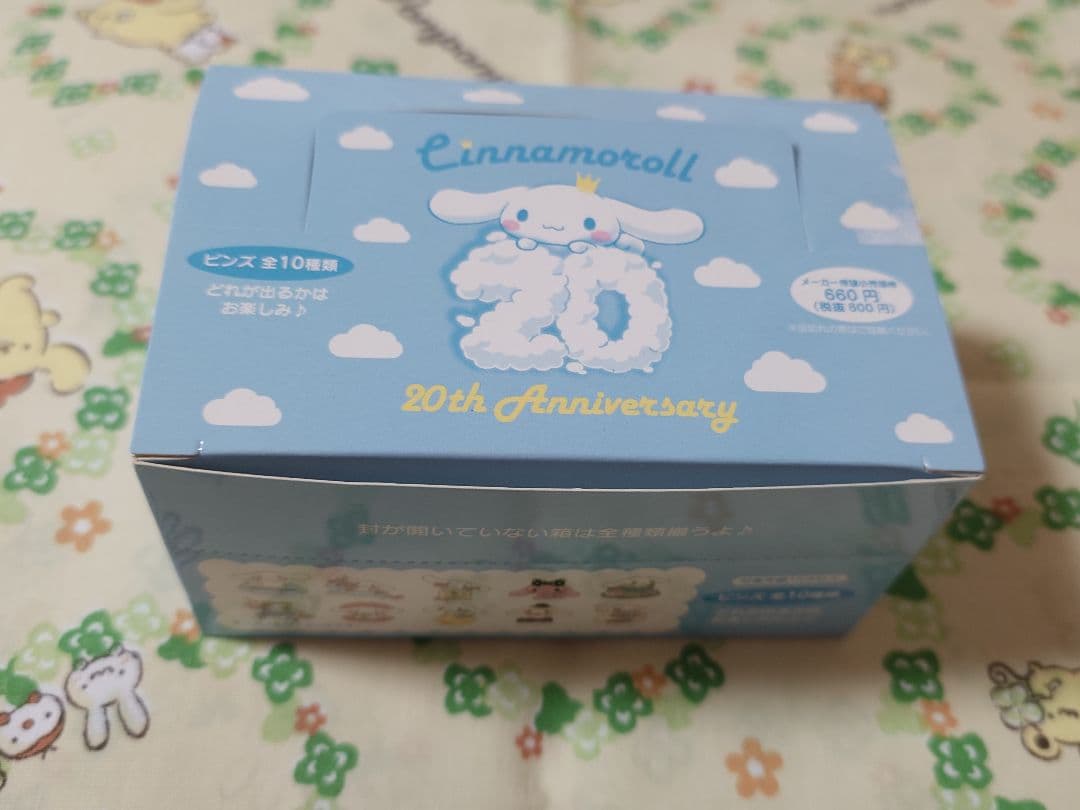 Cinnamoroll
20
20th Anniversary
ピンズ 全10種類
どれが出るかは
お楽しみ♪
メーカー希望小売価格
660円
(税抜600円)
封が開いていない箱は全種類揃うよ♪
ピンズ 全10種類